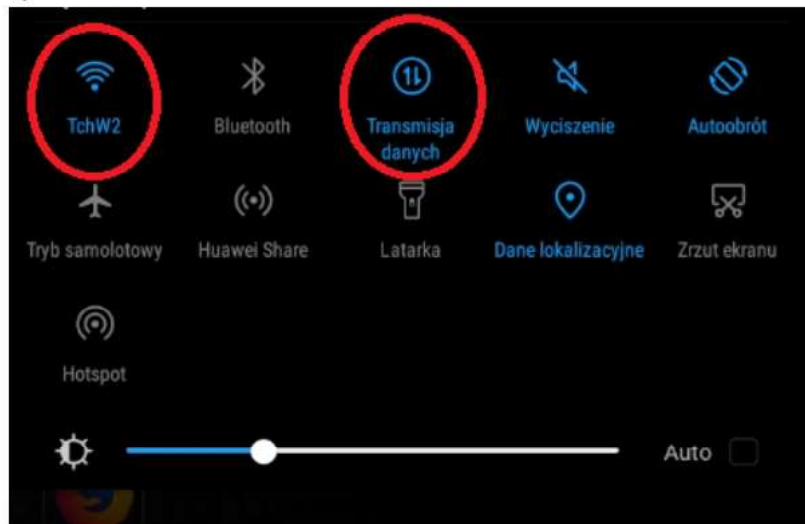 TchW2
Bluetooth
Transmisja
danych
Wyciszenie
Autoobrót
Tryb samolotowy
Huawei Share
Latarka
Dane lokalizacyjne
Zrzut ekranu
Hotspot
Auto